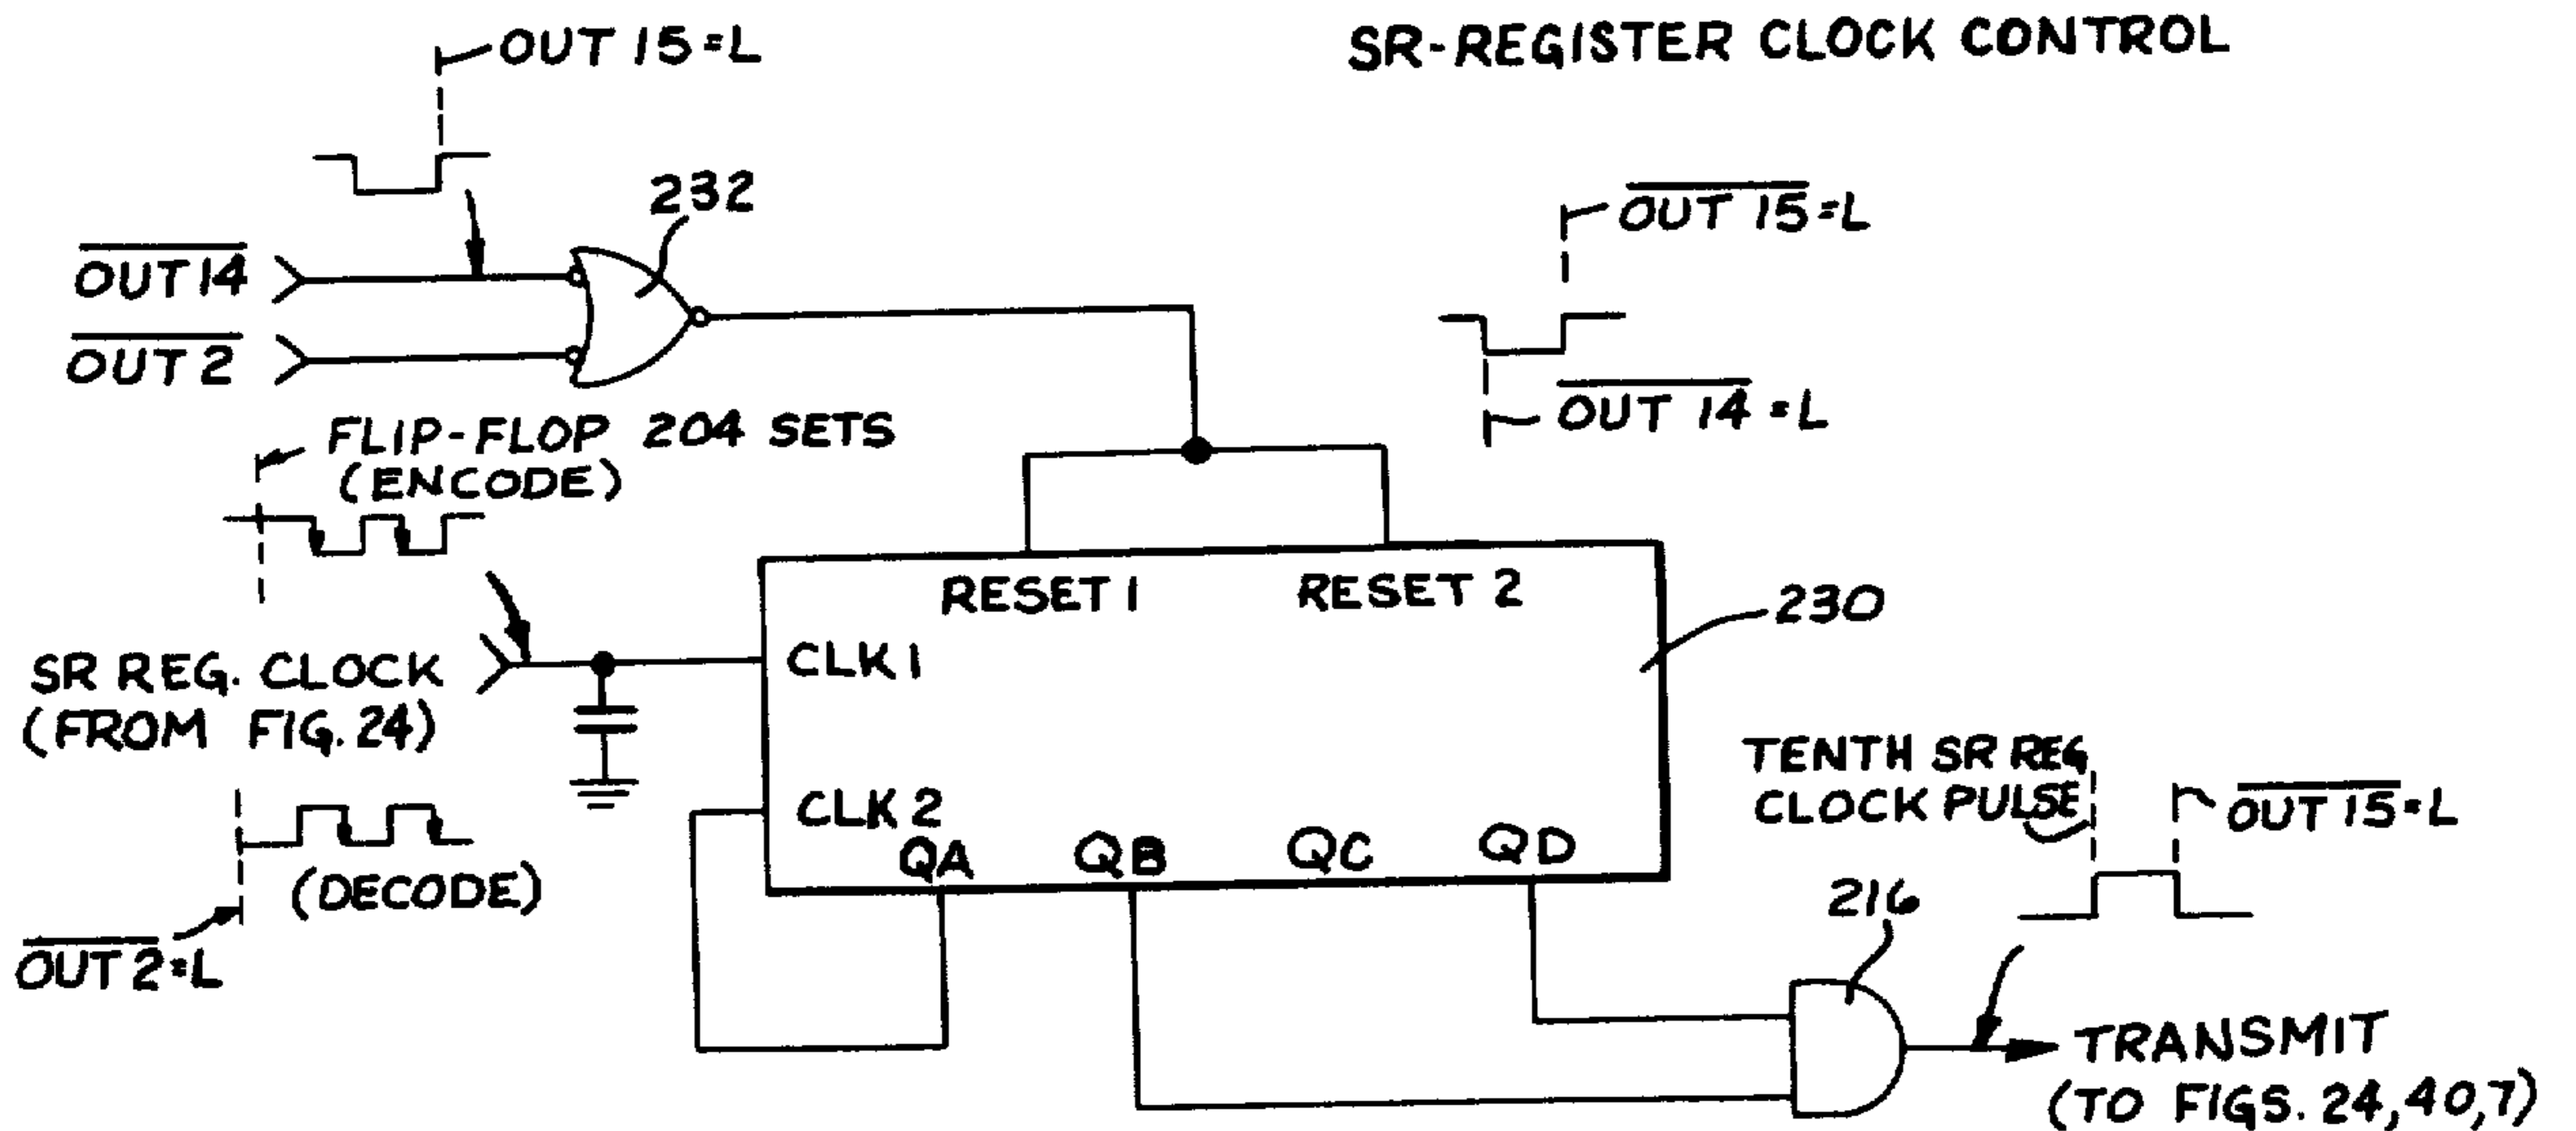 OUT 15=L
SR-REGISTER CLOCK CONTROL
232
OUT 15=L
OUT 14
OUT 2
OUT 14=L
FLIP-FLOP 204 SETS
(ENCODE)
RESET 1
RESET 2
230
SR REG. CLOCK
(FROM FIG. 24)
CLK 1
CLK 2
QA
QB
QC
QD
TENTH SR REG
CLOCK PULSE
OUT 15=L
(DECODE)
OUT 2=L
216
TRANSMIT
(TO FIGS. 24,40,7)